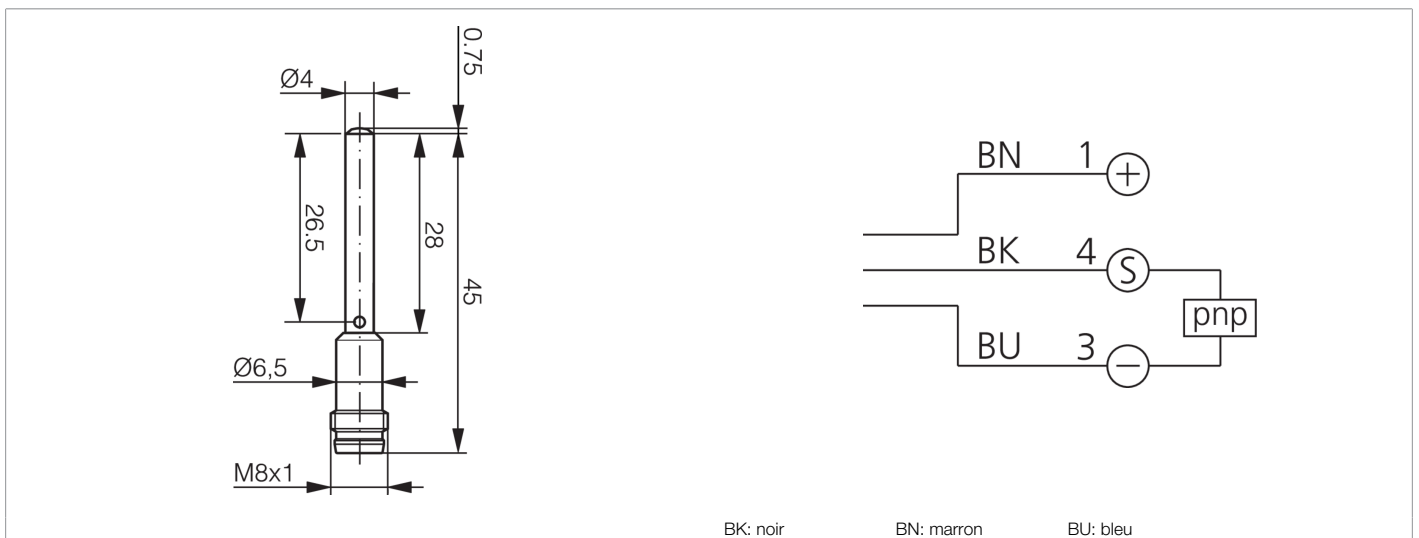 0.75
Ø4
26.5
28
45
Ø6,5
M8x1
BN 1
+
BK 4 S
pnp
BU 3
−
BK: noir BN: marron BU: bleu